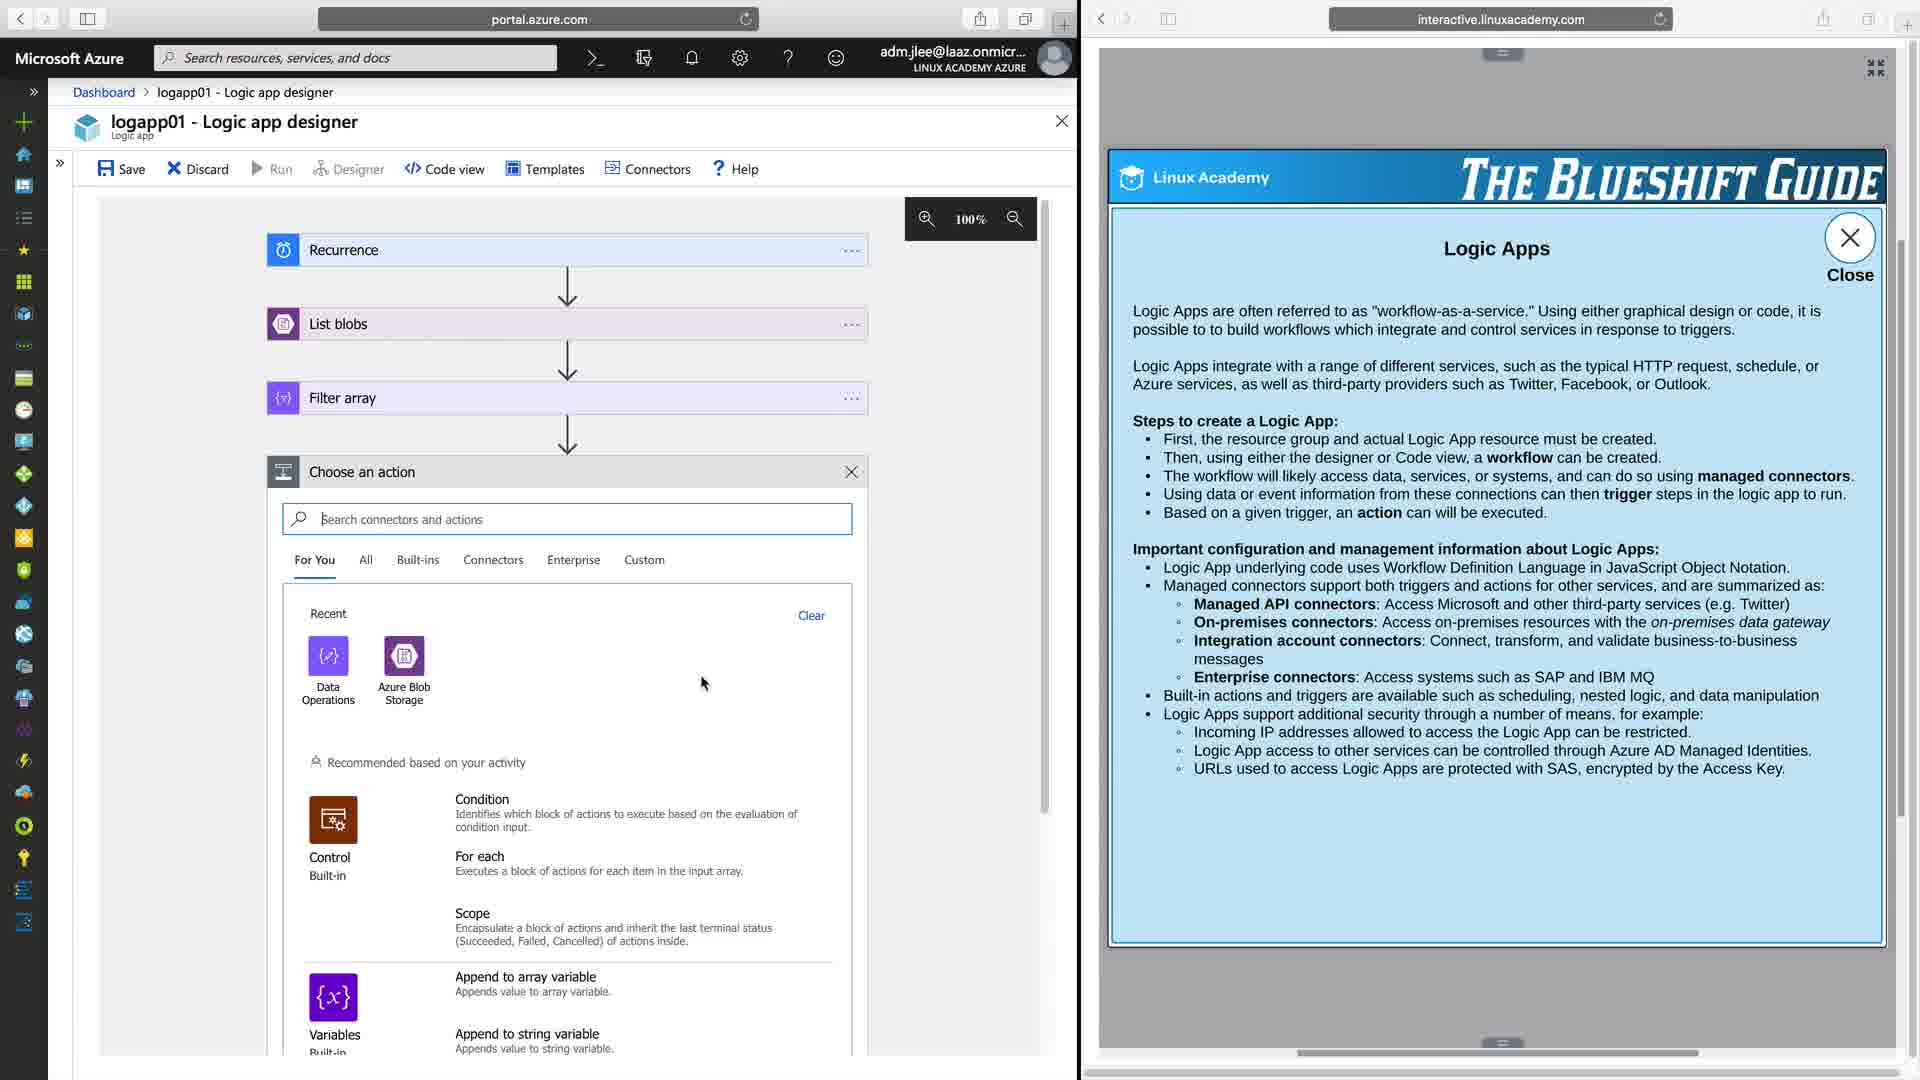 portal.azure.com
Microsoft Azure
Search resources, services, and docs
adm.jlee@laaz.onmicr...
LINUX ACADEMY AZURE
Dashboard > logapp01 - Logic app designer
logapp01 - Logic app designer
Logic app
Save
Discard
Run
Designer
Code view
Templates
Connectors
? Help
100%
Recurrence
List blobs
Filter array
Choose an action
Search connectors and actions
For You
All
Built-ins
Connectors
Enterprise
Custom
Recent
Clear
Data
Operations
Azure Blob
Storage
Recommended based on your activity
Control
Built-in
Condition
Identifies which block of actions to execute based on the evaluation of
condition input.
For each
Executes a block of actions for each item in the input array.
Scope
Encapsulate a block of actions and inherit the last terminal status
(Succeeded, Failed, Cancelled) of actions inside.
Variables
Built-in
Append to array variable
Appends value to array variable.
Append to string variable
Appends value to string variable.
interactive.linuxacademy.com
Linux Academy
THE BLUESHIFT GUIDE
Logic Apps
Close
Logic Apps are often referred to as "workflow-as-a-service." Using either graphical design or code, it is
possible to to build workflows which integrate and control services in response to triggers.
Logic Apps integrate with a range of different services, such as the typical HTTP request, schedule, or
Azure services, as well as third-party providers such as Twitter, Facebook, or Outlook.
Steps to create a Logic App:
• First, the resource group and actual Logic App resource must be created.
• Then, using either the designer or Code view, a workflow can be created.
• The workflow will likely access data, services, or systems, and can do so using managed connectors.
• Using data or event information from these connections can then trigger steps in the logic app to run.
• Based on a given trigger, an action can will be executed.
Important configuration and management information about Logic Apps:
• Logic App underlying code uses Workflow Definition Language in JavaScript Object Notation.
• Managed connectors support both triggers and actions for other services, and are summarized as:
◦ Managed API connectors: Access Microsoft and other third-party services (e.g. Twitter)
◦ On-premises connectors: Access on-premises resources with the on-premises data gateway
◦ Integration account connectors: Connect, transform, and validate business-to-business
messages
◦ Enterprise connectors: Access systems such as SAP and IBM MQ
• Built-in actions and triggers are available such as scheduling, nested logic, and data manipulation
• Logic Apps support additional security through a number of means, for example:
◦ Incoming IP addresses allowed to access the Logic App can be restricted.
◦ Logic App access to other services can be controlled through Azure AD Managed Identities.
◦ URLs used to access Logic Apps are protected with SAS, encrypted by the Access Key.